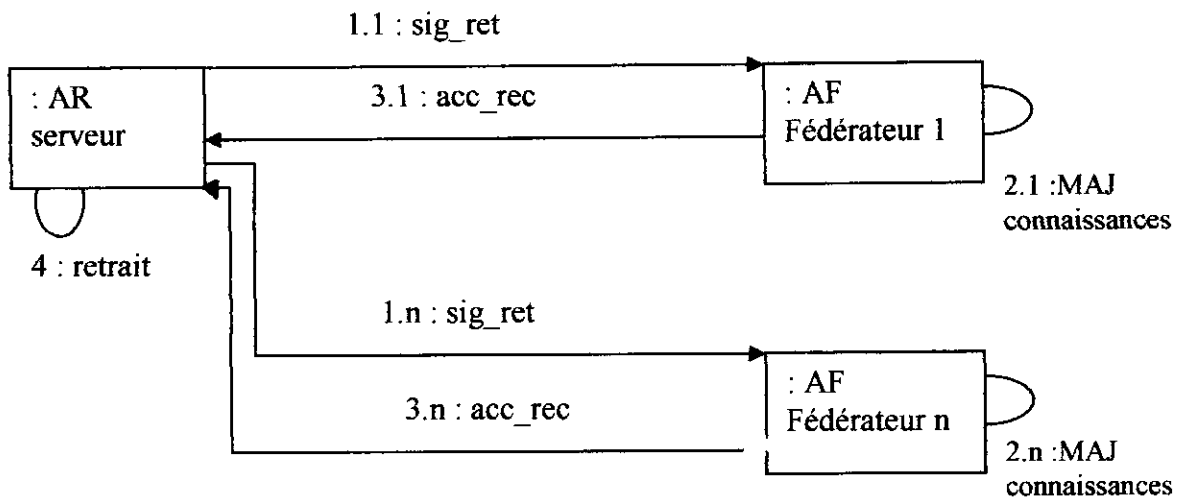 1.1 : sig_ret
: AR
serveur
3.1 : acc_rec
: AF
Fédérateur 1
2.1 :MAJ
connaissances
4 : retrait
1.n : sig_ret
: AF
Fédérateur n
3.n : acc_rec
2.n :MAJ
connaissances